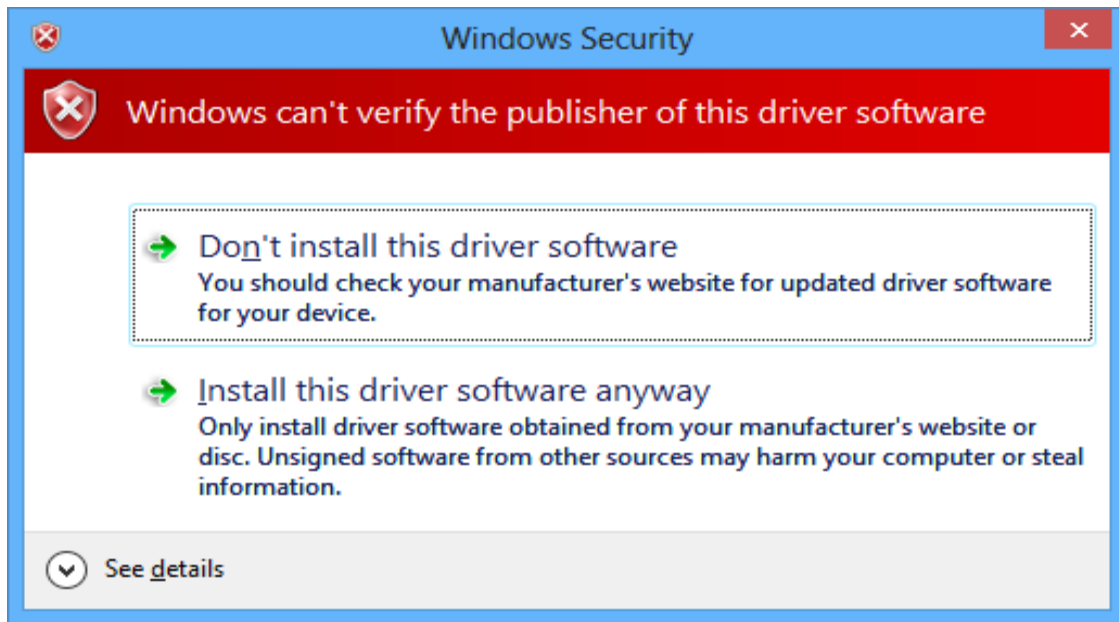 Windows Security
Windows can't verify the publisher of this driver software
Don't install this driver software
You should check your manufacturer's website for updated driver software
for your device.
Install this driver software anyway
Only install driver software obtained from your manufacturer's website or
disc. Unsigned software from other sources may harm your computer or steal
information.
See details